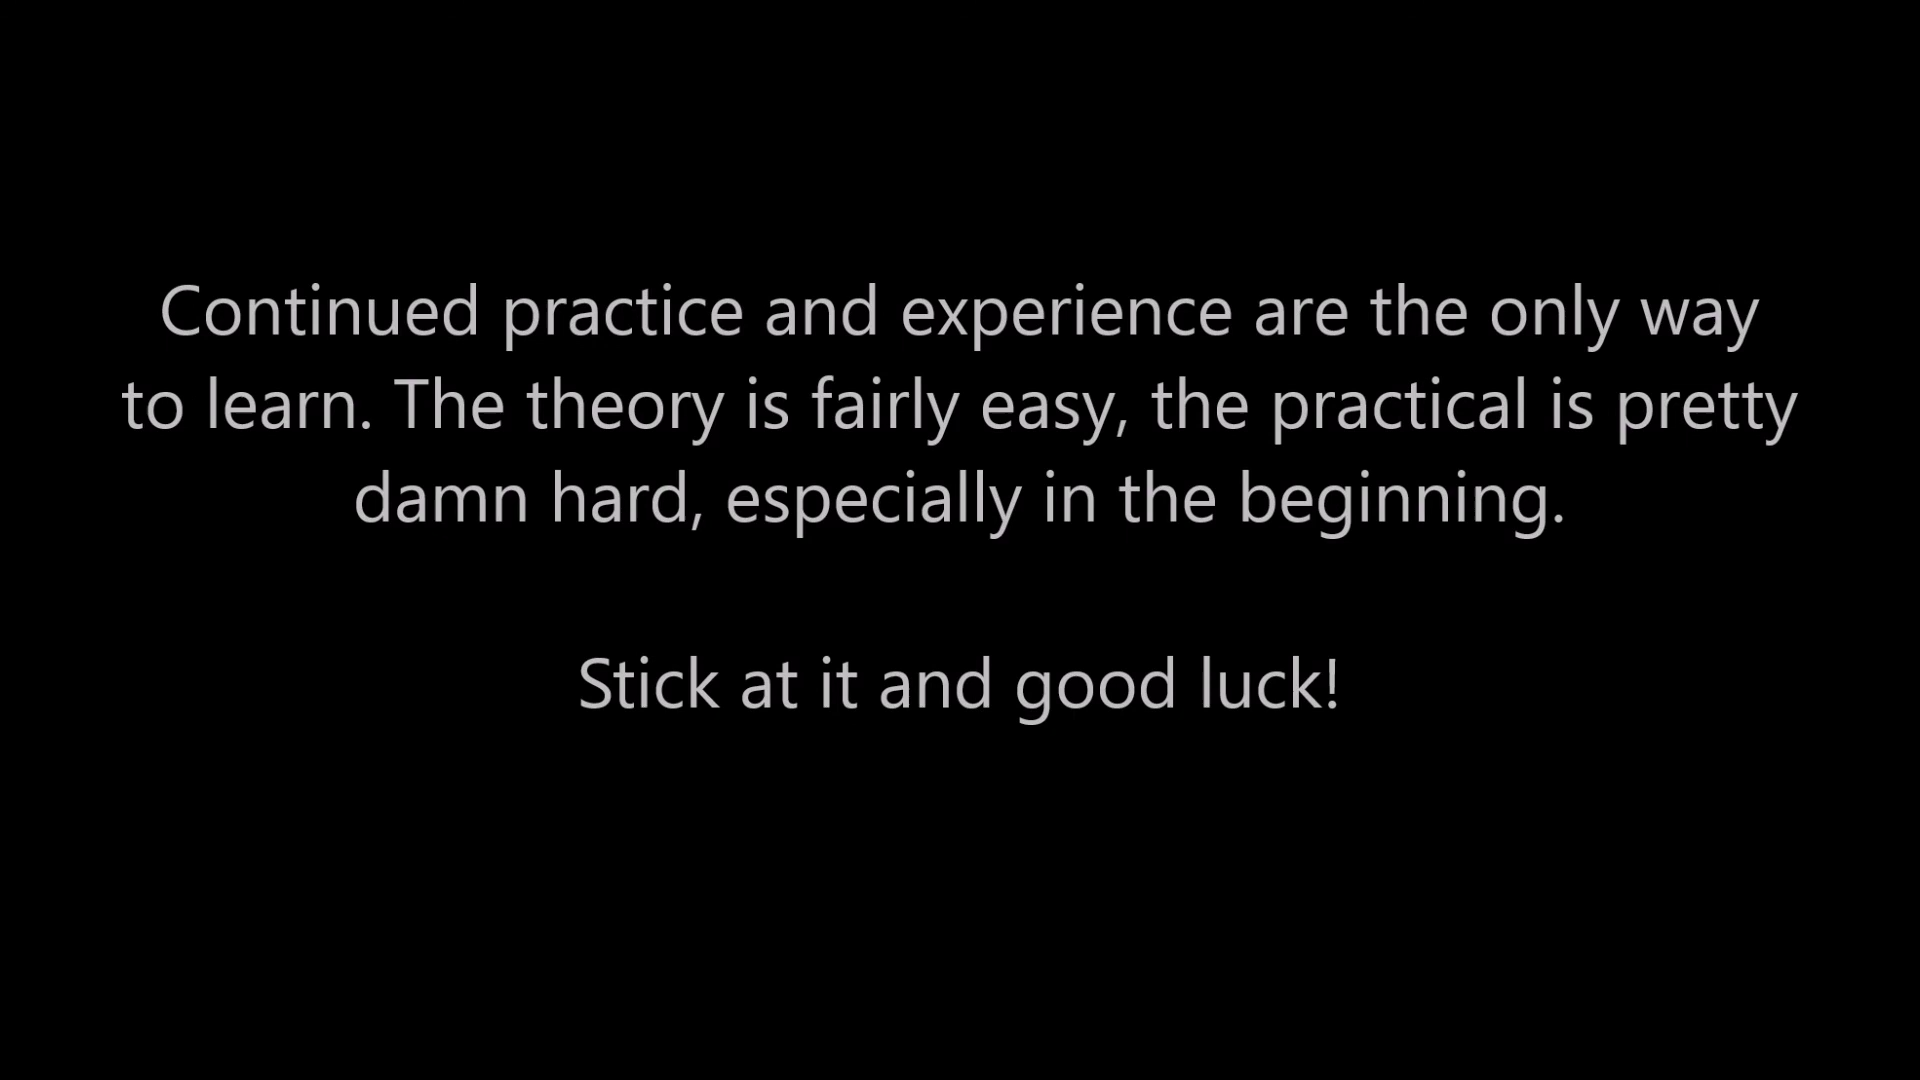 Continued practice and experience are the only way
to learn. The theory is fairly easy, the practical is pretty
damn hard, especially in the beginning.
Stick at it and good luck!